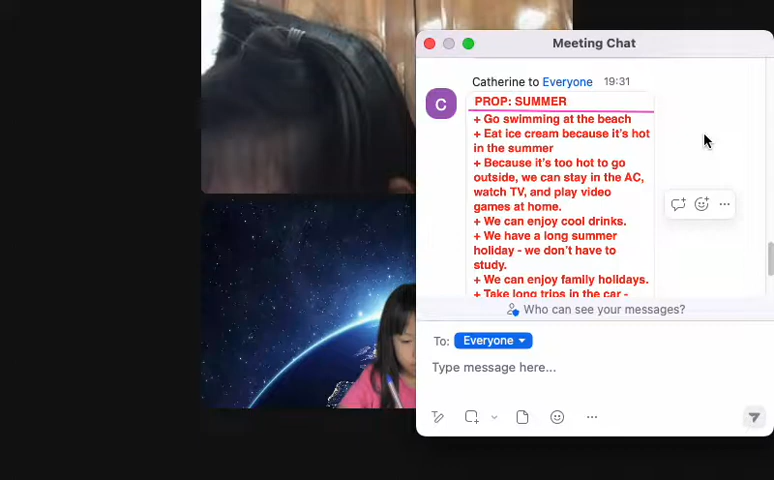 Meeting Chat
Catherine to Everyone 19:31
C
PROP: SUMMER
+ Go swimming at the beach
+ Eat ice cream because it's hot
in the summer
+ Because it's too hot to go
outside, we can stay in the AC,
watch TV, and play video
games at home.
+ We can enjoy cool drinks.
+ We have a long summer
holiday - we don't have to
study.
+ We can enjoy family holidays.
+ Take long trips in the car -
Who can see your messages?
To: Everyone
Type message here...